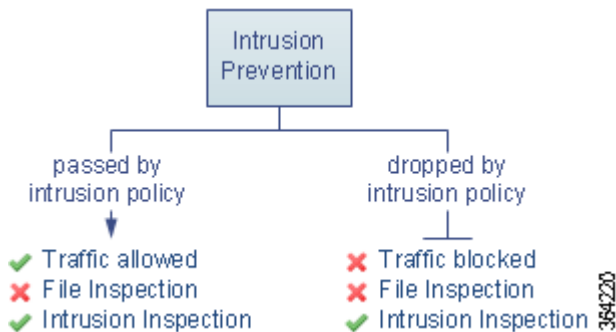 Intrusion
Prevention
passed by
intrusion policy
dropped by
intrusion policy
Traffic allowed
File Inspection
Intrusion Inspection
Traffic blocked
File Inspection
Intrusion Inspection